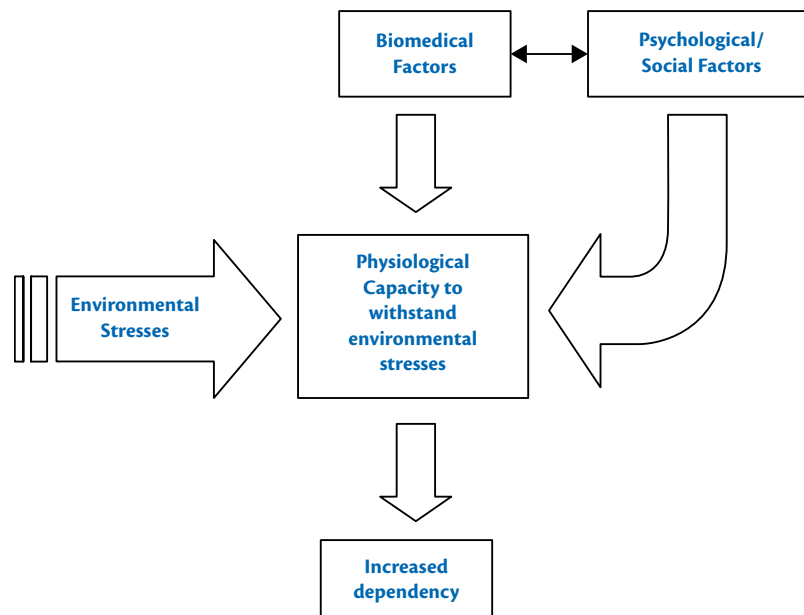 Biomedical
Factors
Psychological/
Social Factors
Environmental
Stresses
Physiological
Capacity to
withstand
environmental
stresses
Increased
dependency